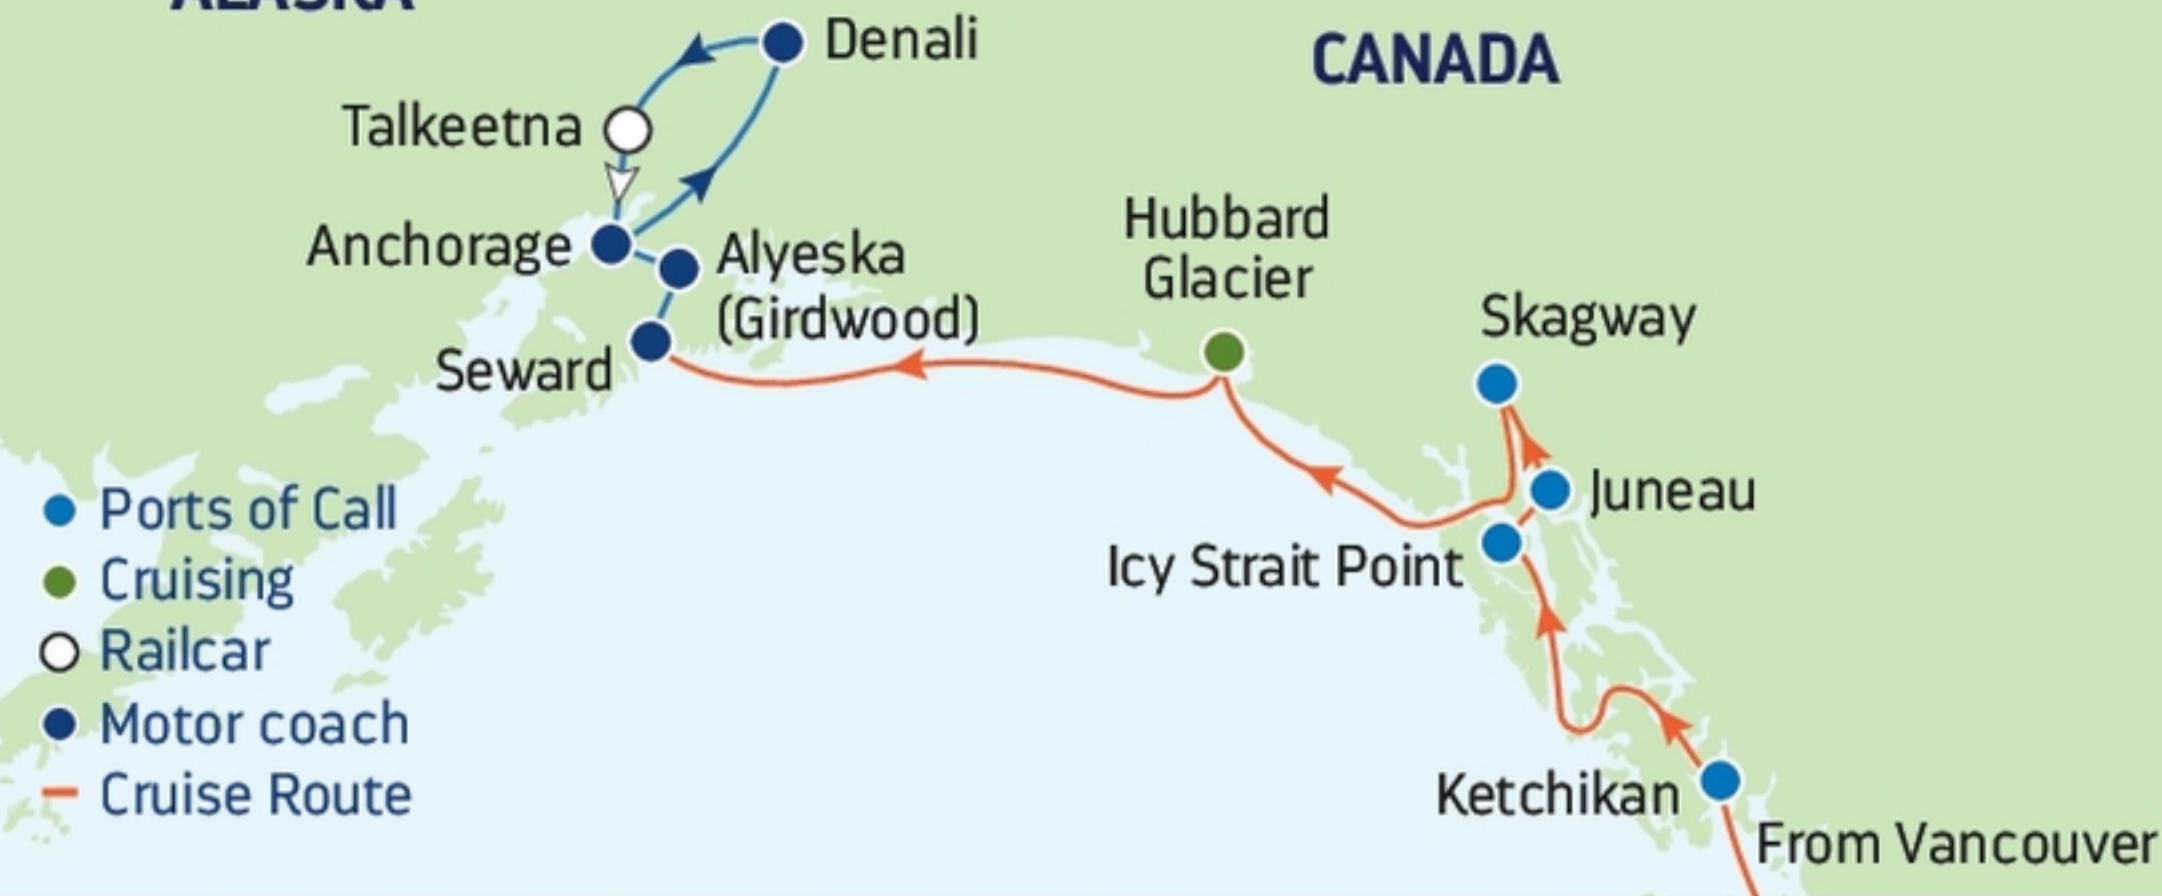 ALASKA
Denali
CANADA
Talkeetna
Hubbard
Glacier
Anchorage
Alyeska
(Girdwood)
Skagway
Seward
Juneau
Icy Strait Point
Ports of Call
Cruising
Railcar
Motor coach
Cruise Route
Ketchikan
From Vancouver